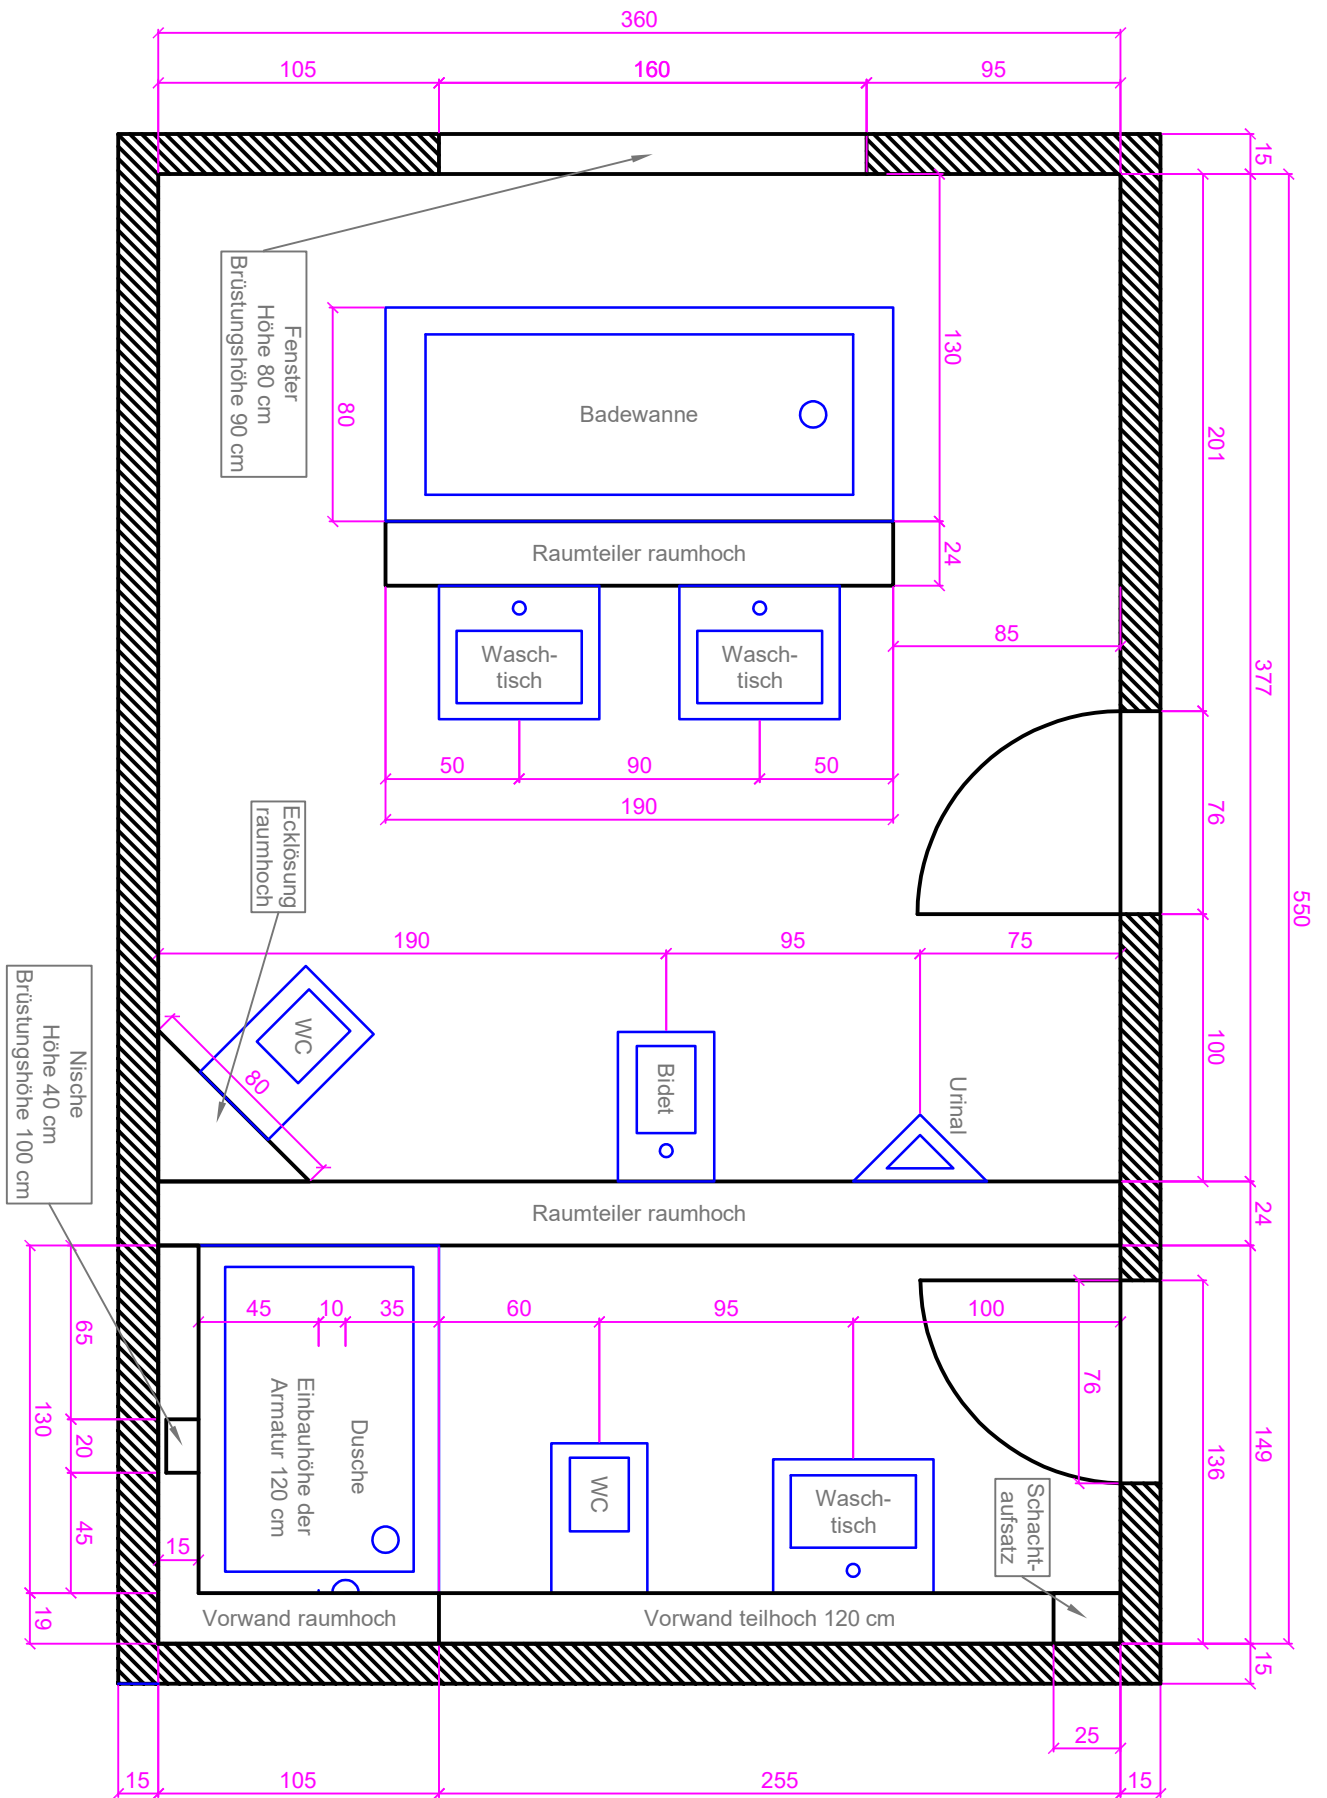 360
105
160
95
15
Fenster
Höhe 80 cm
Brüstungshöhe 90 cm
130
201
377
550
80
Badewanne
Raumteiler raumhoch
24
85
Wasch-
tisch
Wasch-
tisch
50
90
50
190
76
Ecklösung
raumhoch
190
95
75
100
WC
80
Bidet
Urinal
Nische
Höhe 40 cm
Brüstungshöhe 100 cm
Raumteiler raumhoch
24
45
10
35
60
95
100
65
130
20
45
76
136
149
Dusche
Einbauhöhe der
Armatur 120 cm
WC
Wasch-
tisch
Schacht-
aufsatz
15
19
Vorwand raumhoch
Vorwand teilhoch 120 cm
15
25
15
105
255
15